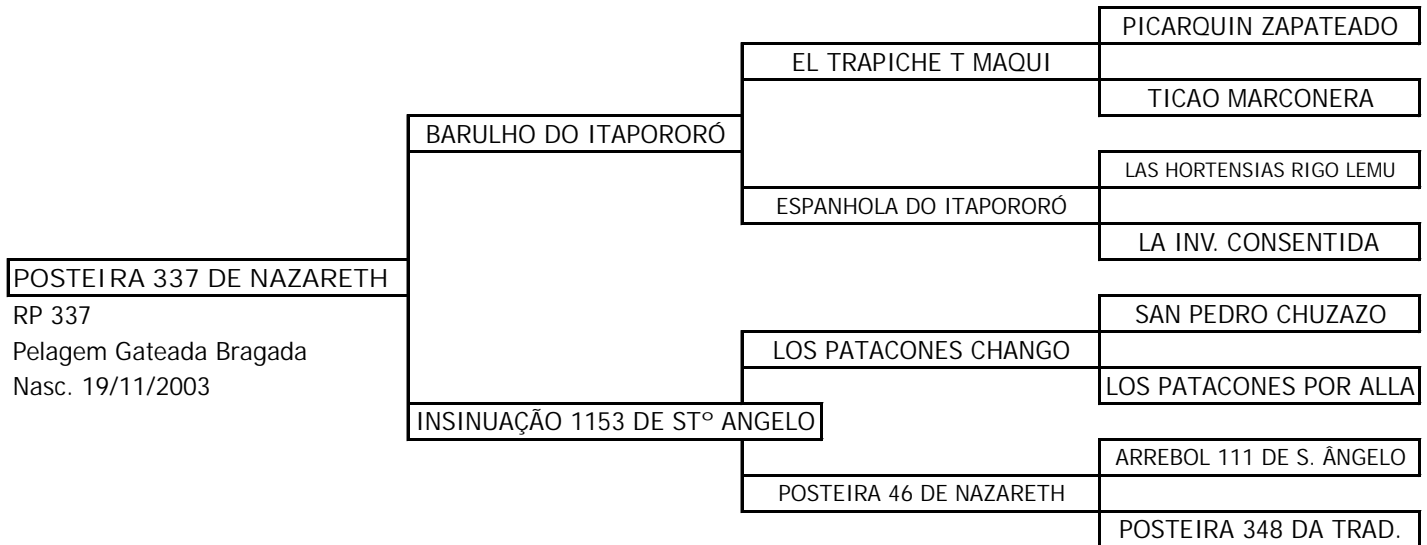 PICARQUIN ZAPATEADO
EL TRAPICHE T MAQUI
TICAO MARCONERA
BARULHO DO ITAPORORÓ
LAS HORTENSIAS RIGO LEMU
ESPANHOLA DO ITAPORORÓ
LA INV. CONSENTIDA
POSTEIRA 337 DE NAZARETH
RP 337
Pelagem Gateada Bragada
Nasc. 19/11/2003
SAN PEDRO CHUZAZO
LOS PATACONES CHANGO
LOS PATACONES POR ALLA
INSINUAÇÃO 1153 DE STº ANGELO
ARREBOL 111 DE S. ÂNGELO
POSTEIRA 46 DE NAZARETH
POSTEIRA 348 DA TRAD.